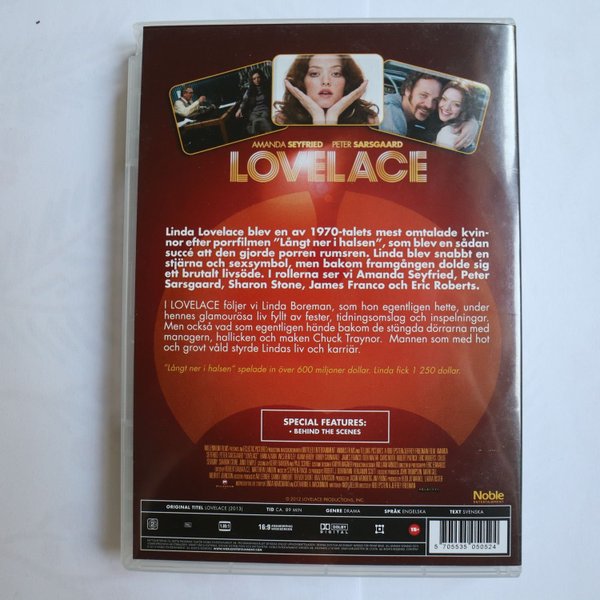 AMANDA SEYFRIED PETER SARSGAARD
LOVELACE
Linda Lovelace blev en av 1970-talets mest omtalade kvin-
nor efter porrfilmen "Långt ner i halsen", som blev en sådan
succé att den gjorde porren rumsren. Linda blev snabbt en
stjärna och sexsymbol, men bakom framgången dolde sig
ett brutalt livsöde. I rollerna ser vi Amanda Seyfried, Peter
Sarsgaard, Sharon Stone, James Franco och Eric Roberts.
I LOVELACE följer vi Linda Boreman, som hon egentligen hette, under
hennes glamourösa liv fyllt av fester, tidningsomslag och inspelningar.
Men också vad som egentligen hände bakom de stängda dörrarna med
managern, hallicken och maken Chuck Traynor. Mannen som med hot
och grovt våld styrde Lindas liv och karriär.
"Långt ner i halsen" spelade in över 600 miljoner dollar. Linda fick 1 250 dollar.
SPECIAL FEATURES:
• BEHIND THE SCENES
© 2012 LOVELACE PRODUCTIONS, INC.
Noble
ENTERTAINMENT
ORIGINAL TITEL LOVELACE (2013) TID CA. 89 MIN GENRE DRAMA SPRÅK ENGELSKA TEXT SVENSKA
2 16:9 DOLBY DIGITAL 15+
5 705535 050524